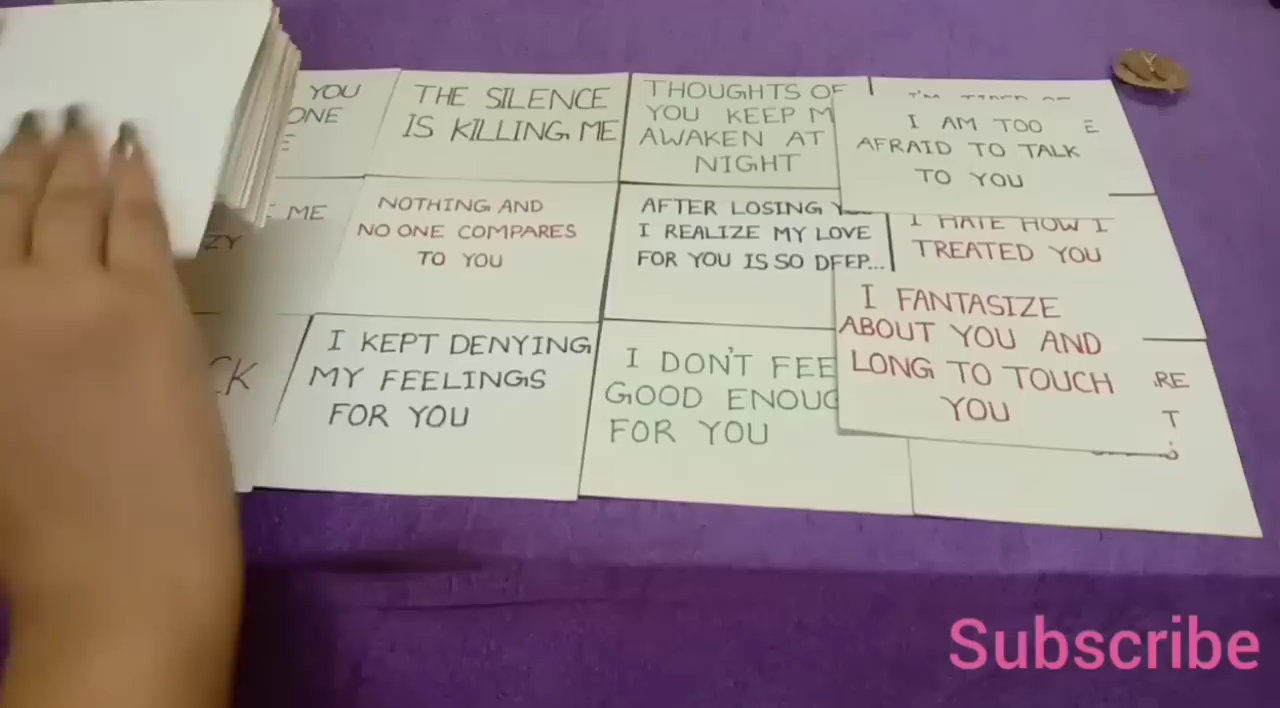 YOU
ONE
THE SILENCE
IS KILLING ME
THOUGHTS OF
YOU KEEP M
AWAKEN AT
NIGHT
I AM TOO
AFRAID TO TALK
TO YOU
E
ME
ZY
NOTHING AND
NO ONE COMPARES
TO YOU
AFTER LOSING
I REALIZE MY LOVE
FOR YOU IS SO DEEP...
I HATE HOW I
TREATED YOU
CK
I KEPT DENYING
MY FEELINGS
FOR YOU
I DON'T FEE
GOOD ENOUG
FOR YOU
I FANTASIZE
ABOUT YOU AND
LONG TO TOUCH
YOU
RE
T
Subscribe